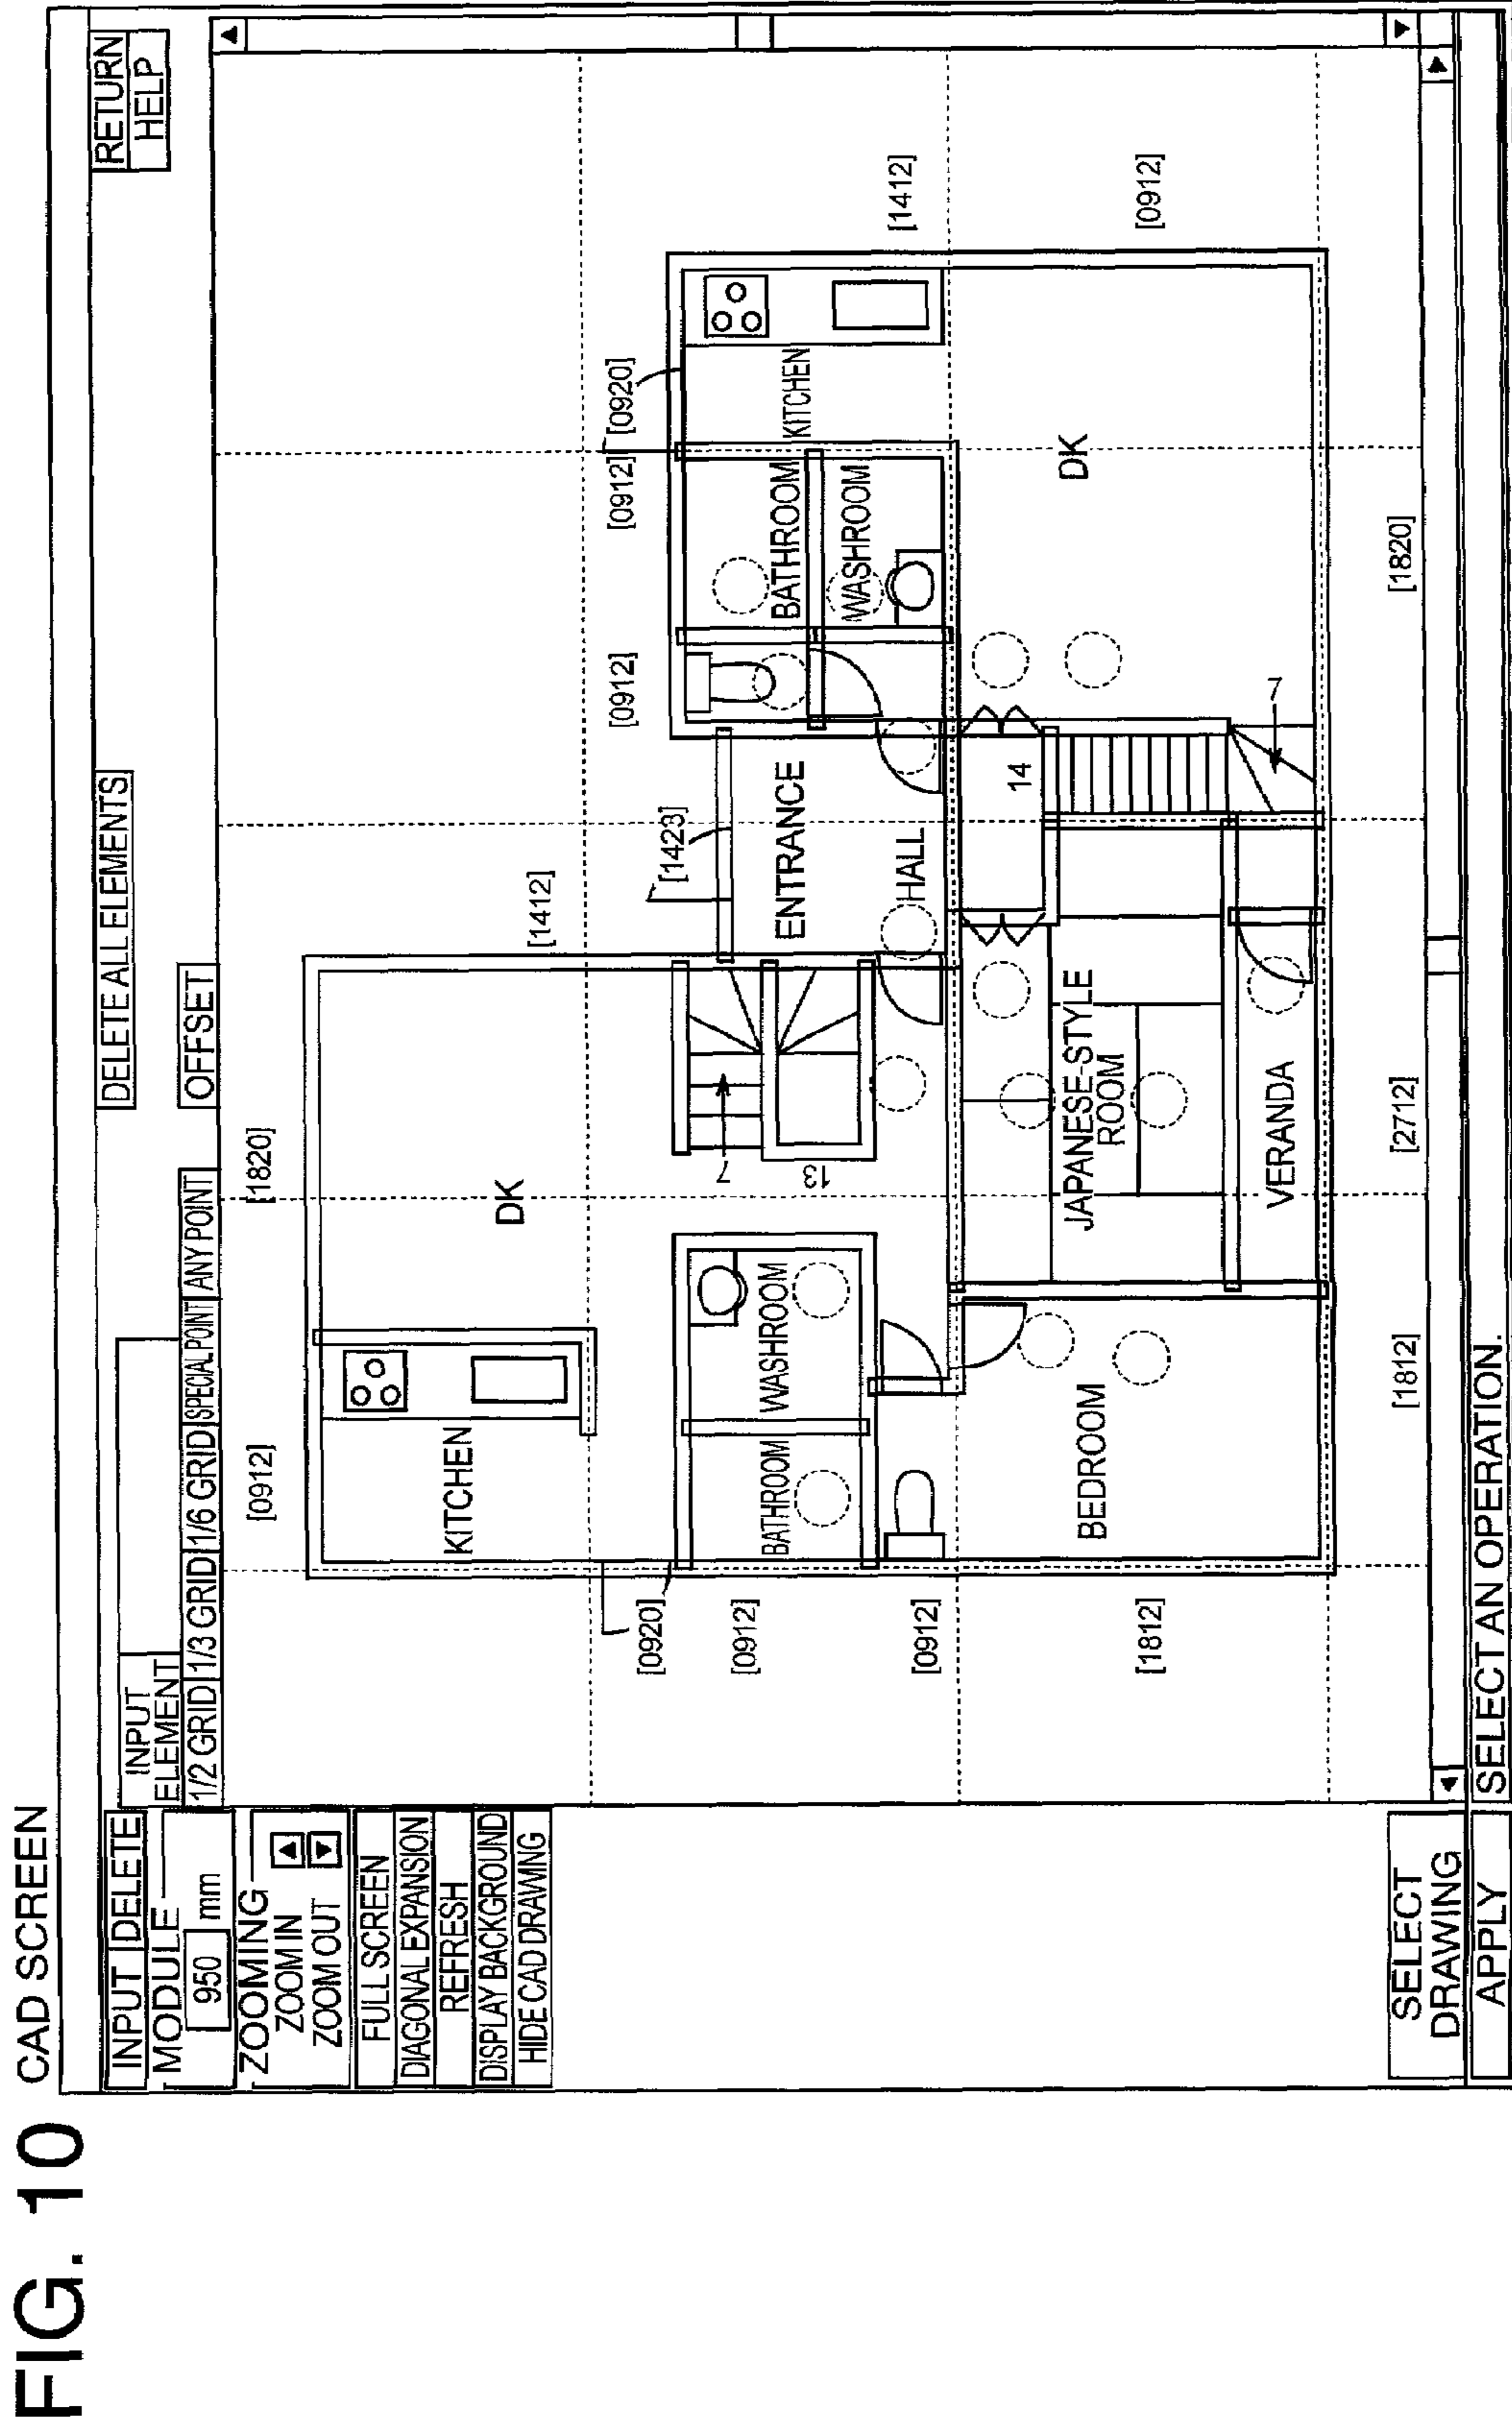 FIG. 10 CAD SCREEN
RETURN
HELP
INPUT DELETE
DELETE ALL ELEMENTS
MODULE
950 mm
INPUT
ELEMENT
1/2 GRID 1/3 GRID 1/6 GRID SPECIAL POINT ANY POINT OFFSET
ZOOMING
ZOOM IN
ZOOM OUT
FULL SCREEN
DIAGONAL EXPANSION
REFRESH
DISPLAY BACKGROUND
HIDE CAD DRAWING
[0912] [1820]
KITCHEN
DK
[1412]
[0912] [0912] [0920]
[0920]
[1423]
[0912]
BATHROOM WASHROOM
7
13
ENTRANCE
BATHROOM
KITCHEN
WASHROOM
[1412]
[0912]
HALL
14
BEDROOM
JAPANESE-STYLE
ROOM
DK
[1812]
[0912]
VERANDA
7
[1812] [2712] [1820]
SELECT
DRAWING
APPLY
SELECT AN OPERATION.